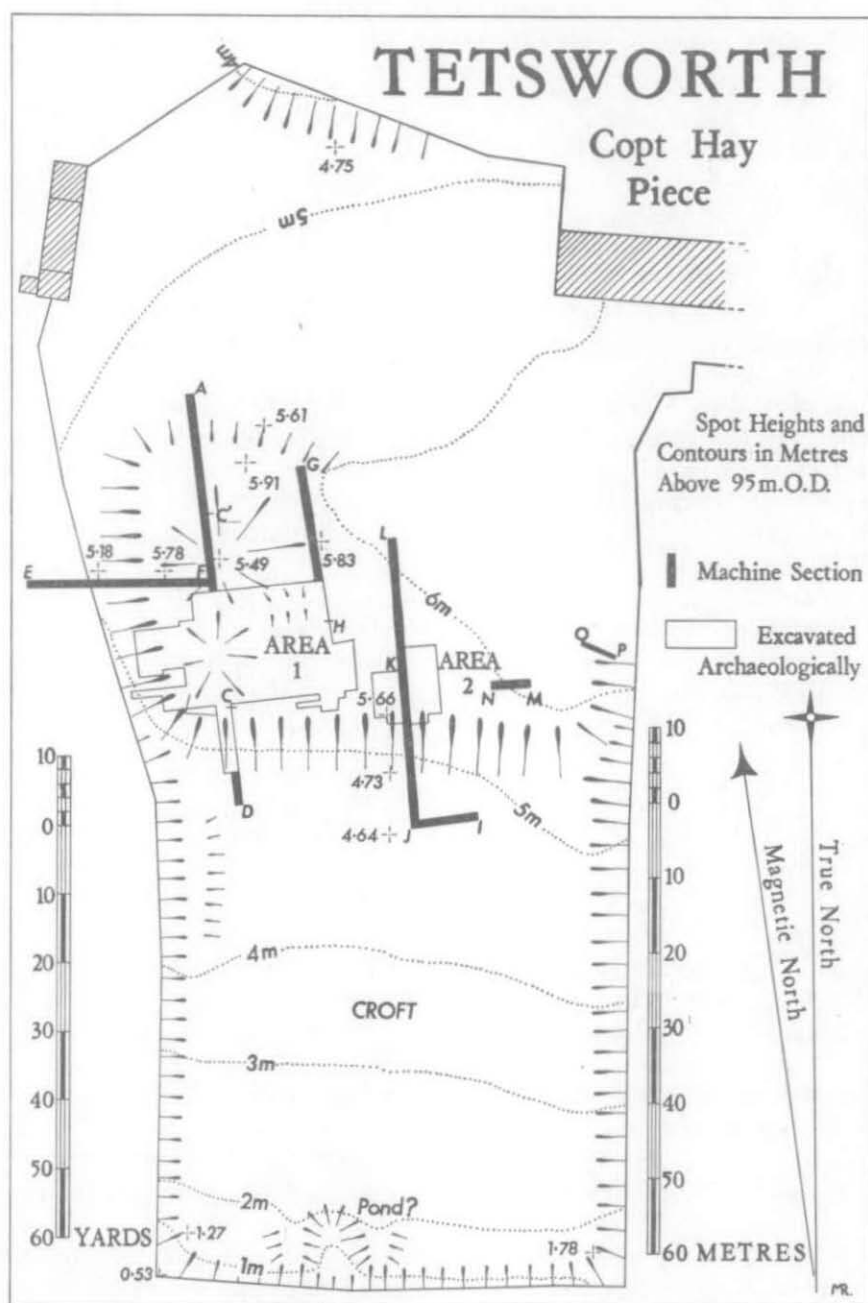 TETSWORTH
Copt Hay
Piece
4m
4·75
5m
A
5·61
G
5·91
C'
L
E
5·18
5·78
F
5·49
5·83
6m
H
AREA
1
K
AREA
2
N
M
O
P
C
5·66
4·73
5m
D
4·64
J
I
4m
CROFT
3m
2m
Pond?
1·27
1·78
0·53
1m
Spot Heights and
Contours in Metres
Above 95m.O.D.
Machine Section
Excavated
Archaeologically
True North
Magnetic North
10
0
10
20
30
40
50
60 YARDS
10
0
10
20
30
40
50
60 METRES
MR.